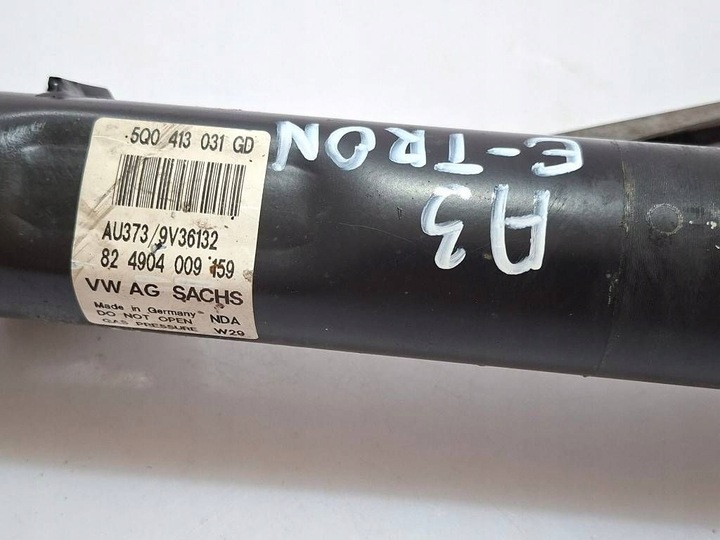 5Q0 413 031 GD
AU373/9V36132
82 4904 009 159
VW AG SACHS
Made in Germany
DO NOT OPEN NDA
GAS PRESSURE W29
A3
E-TRON